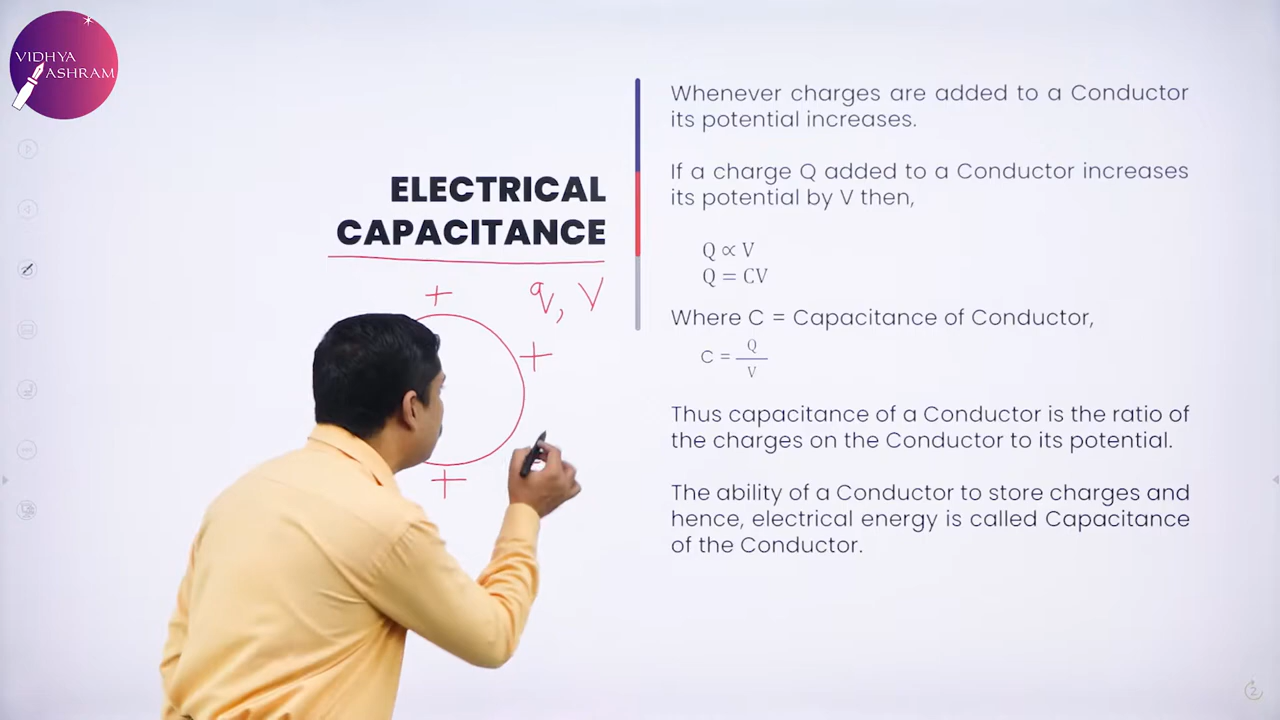 VIDHYA
ASHRAM
ELECTRICAL
CAPACITANCE
+
q, V
+
+
Whenever charges are added to a Conductor
its potential increases.
If a charge Q added to a Conductor increases
its potential by V then,
Q ∝ V
Q = CV
Where C = Capacitance of Conductor,
C = Q/V
Thus capacitance of a Conductor is the ratio of
the charges on the Conductor to its potential.
The ability of a Conductor to store charges and
hence, electrical energy is called Capacitance
of the Conductor.
2